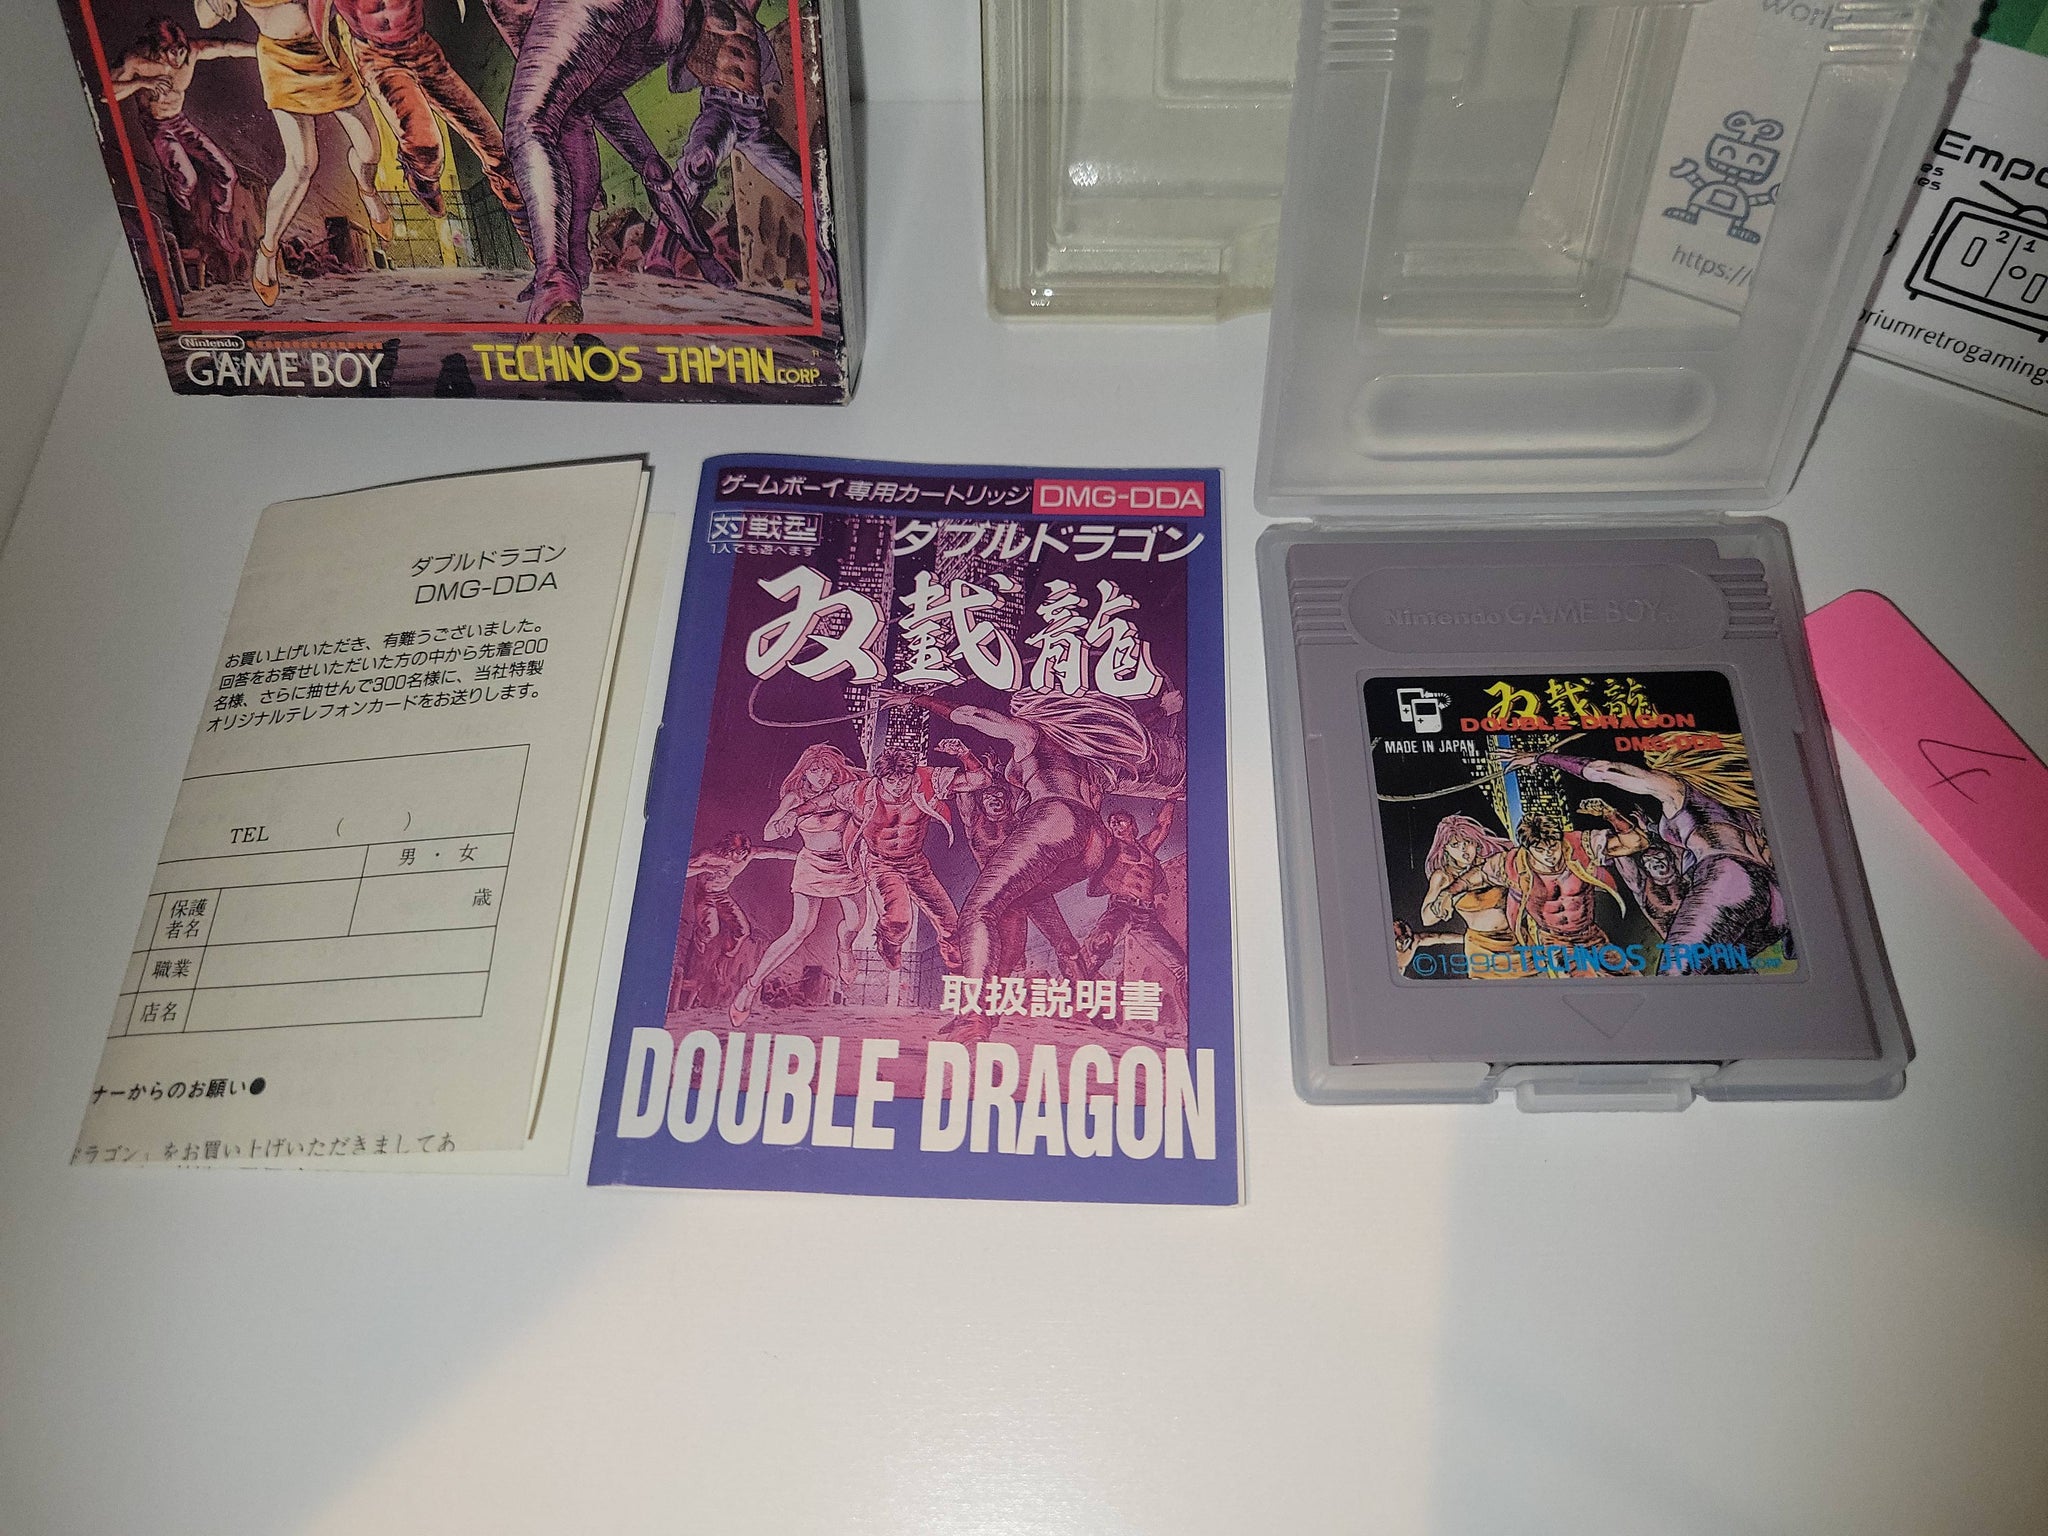 Nintendo
GAME BOY
TECHNOS JAPAN CORP
World
https://
Empo
es
es
2 1
riumretrogaming
ダブルドラゴン
DMG-DDA
お買い上げいただき、有難うございました。
回答をお寄せいただいた方の中から先着200
名様、さらに抽せんで300名様に、当社特製
オリジナルテレフォンカードをお送りします。
TEL ( )
男・女
保護者名
歳
職業
店名
ナーからのお願い●
ドラゴン」をお買い上げいただきましてあ
ゲームボーイ専用カートリッジ DMG-DDA
対戦型
1人でも遊べます
ダブルドラゴン
双截龍
取扱説明書
DOUBLE DRAGON
Nintendo GAME BOY
双截龍
DOUBLE DRAGON
DMG-DDA
MADE IN JAPAN
©1990 TECHNOS JAPAN CORP
4